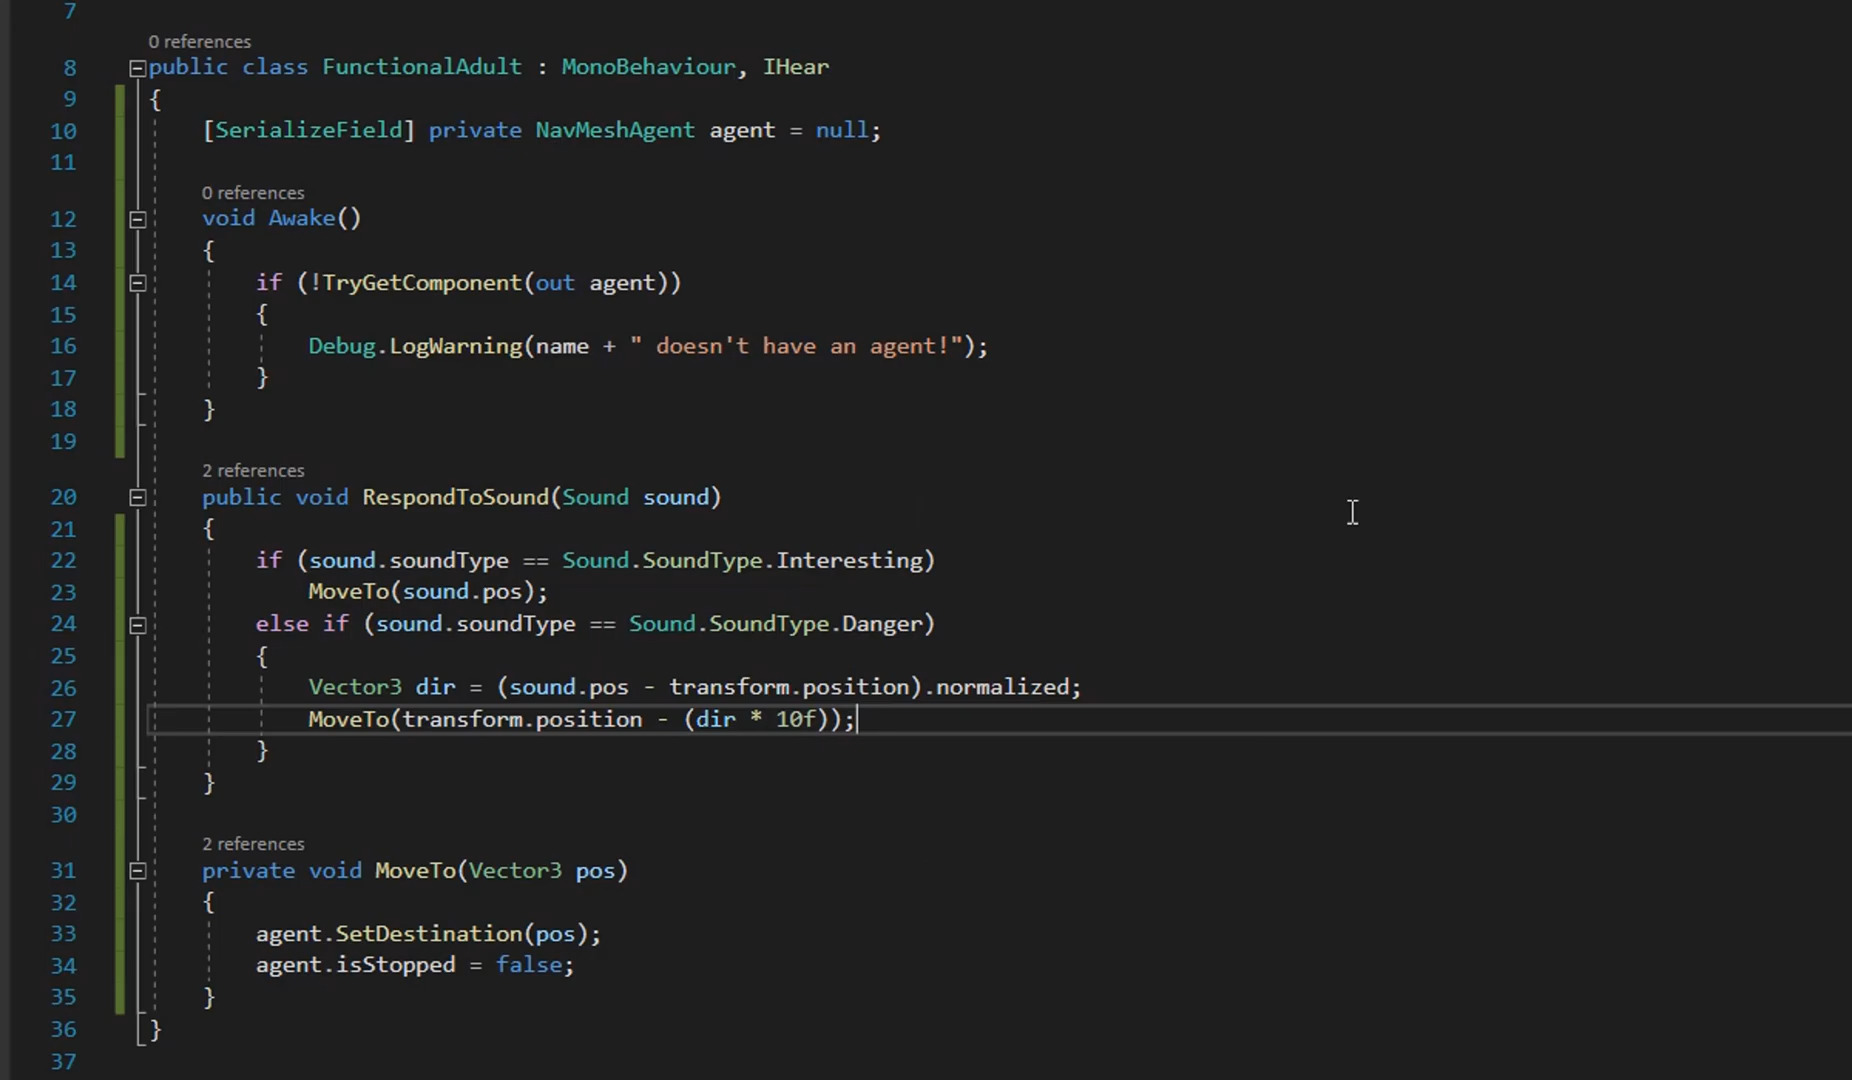 7
0 references
8 public class FunctionalAdult : MonoBehaviour, IHear
9 {
10 [SerializeField] private NavMeshAgent agent = null;
11
0 references
12 void Awake()
13 {
14 if (!TryGetComponent(out agent))
15 {
16 Debug.LogWarning(name + " doesn't have an agent!");
17 }
18 }
19
2 references
20 public void RespondToSound(Sound sound)
21 {
22 if (sound.soundType == Sound.SoundType.Interesting)
23 MoveTo(sound.pos);
24 else if (sound.soundType == Sound.SoundType.Danger)
25 {
26 Vector3 dir = (sound.pos - transform.position).normalized;
27 MoveTo(transform.position - (dir * 10f));
28 }
29 }
30
2 references
31 private void MoveTo(Vector3 pos)
32 {
33 agent.SetDestination(pos);
34 agent.isStopped = false;
35 }
36 }
37